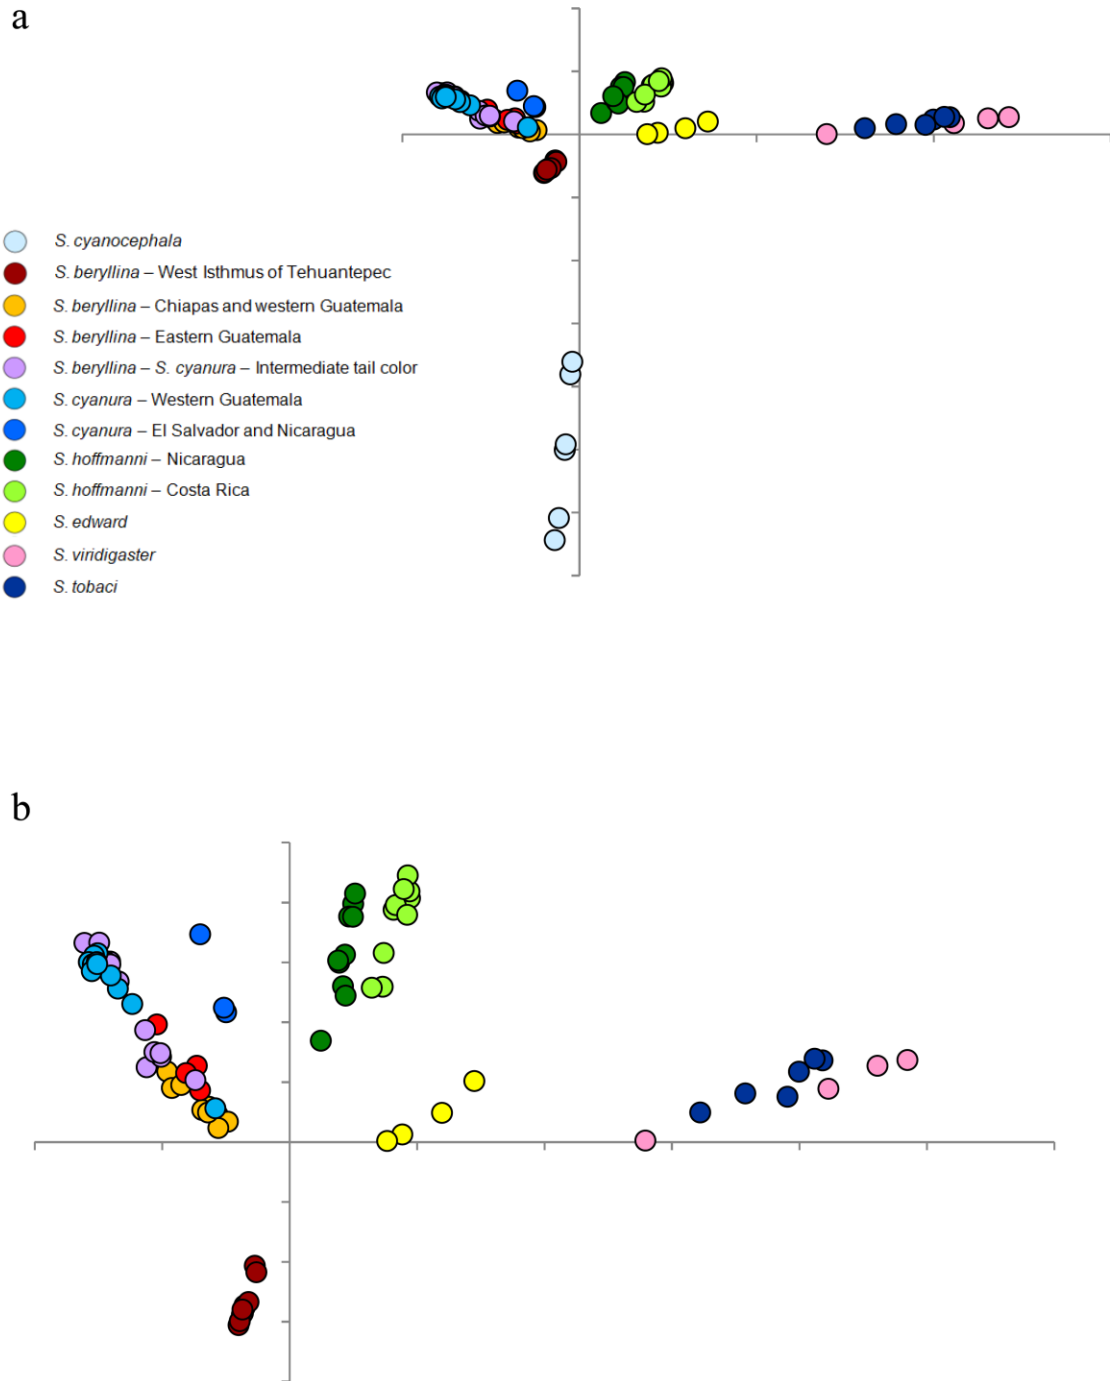 a
S. cyanocephala
S. beryllina – West Isthmus of Tehuantepec
S. beryllina – Chiapas and western Guatemala
S. beryllina – Eastern Guatemala
S. beryllina – S. cyanura – Intermediate tail color
S. cyanura – Western Guatemala
S. cyanura – El Salvador and Nicaragua
S. hoffmanni – Nicaragua
S. hoffmanni – Costa Rica
S. edward
S. viridigaster
S. tobaci
b